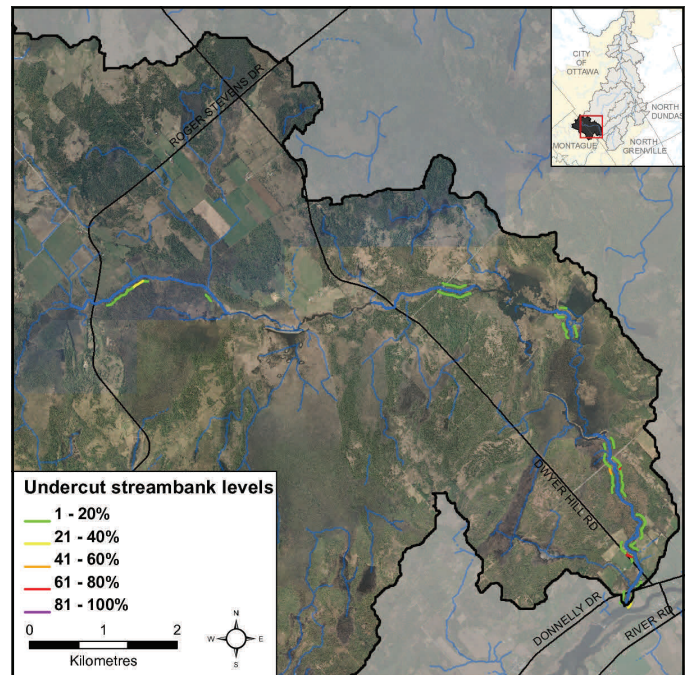 CITY
OF
OTTAWA
NORTH
DUNDAS
MONTAGUE
NORTH
GRENVILLE
ROGER STEVENS DR
DWYER HILL RD
DONNELLY DR
RIVER RD
Undercut streambank levels
1 - 20%
21 - 40%
41 - 60%
61 - 80%
81 - 100%
0 1 2
Kilometres
N
W E
S